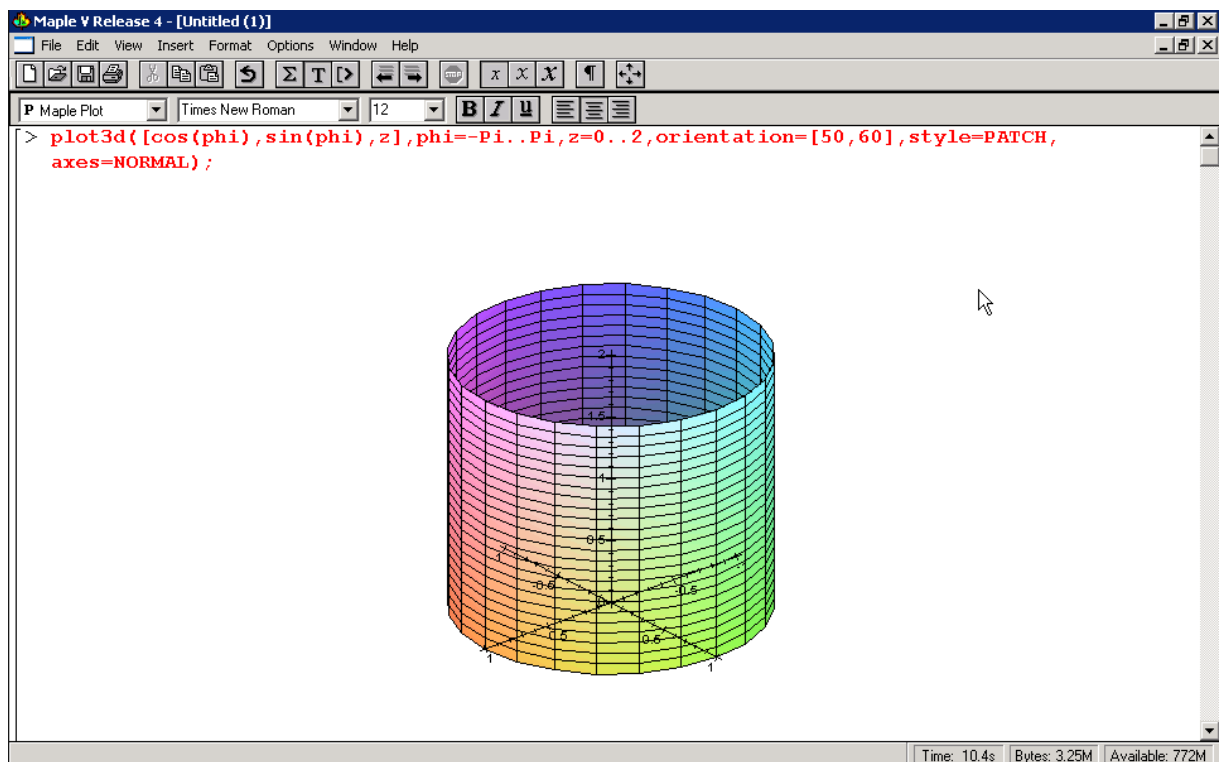 Maple V Release 4 - [Untitled (1)]
File Edit View Insert Format Options Window Help
Σ T [> STOP x x x ¶
P Maple Plot Times New Roman 12 B I u
> plot3d([cos(phi),sin(phi),z],phi=-Pi..Pi,z=0..2,orientation=[50,60],style=PATCH,
axes=NORMAL);
2
1.5
1
0.5
-1
-0.5 -0.5
0
0.5 0.5
1 1
Time: 10.4s Bytes: 3.25M Available: 772M